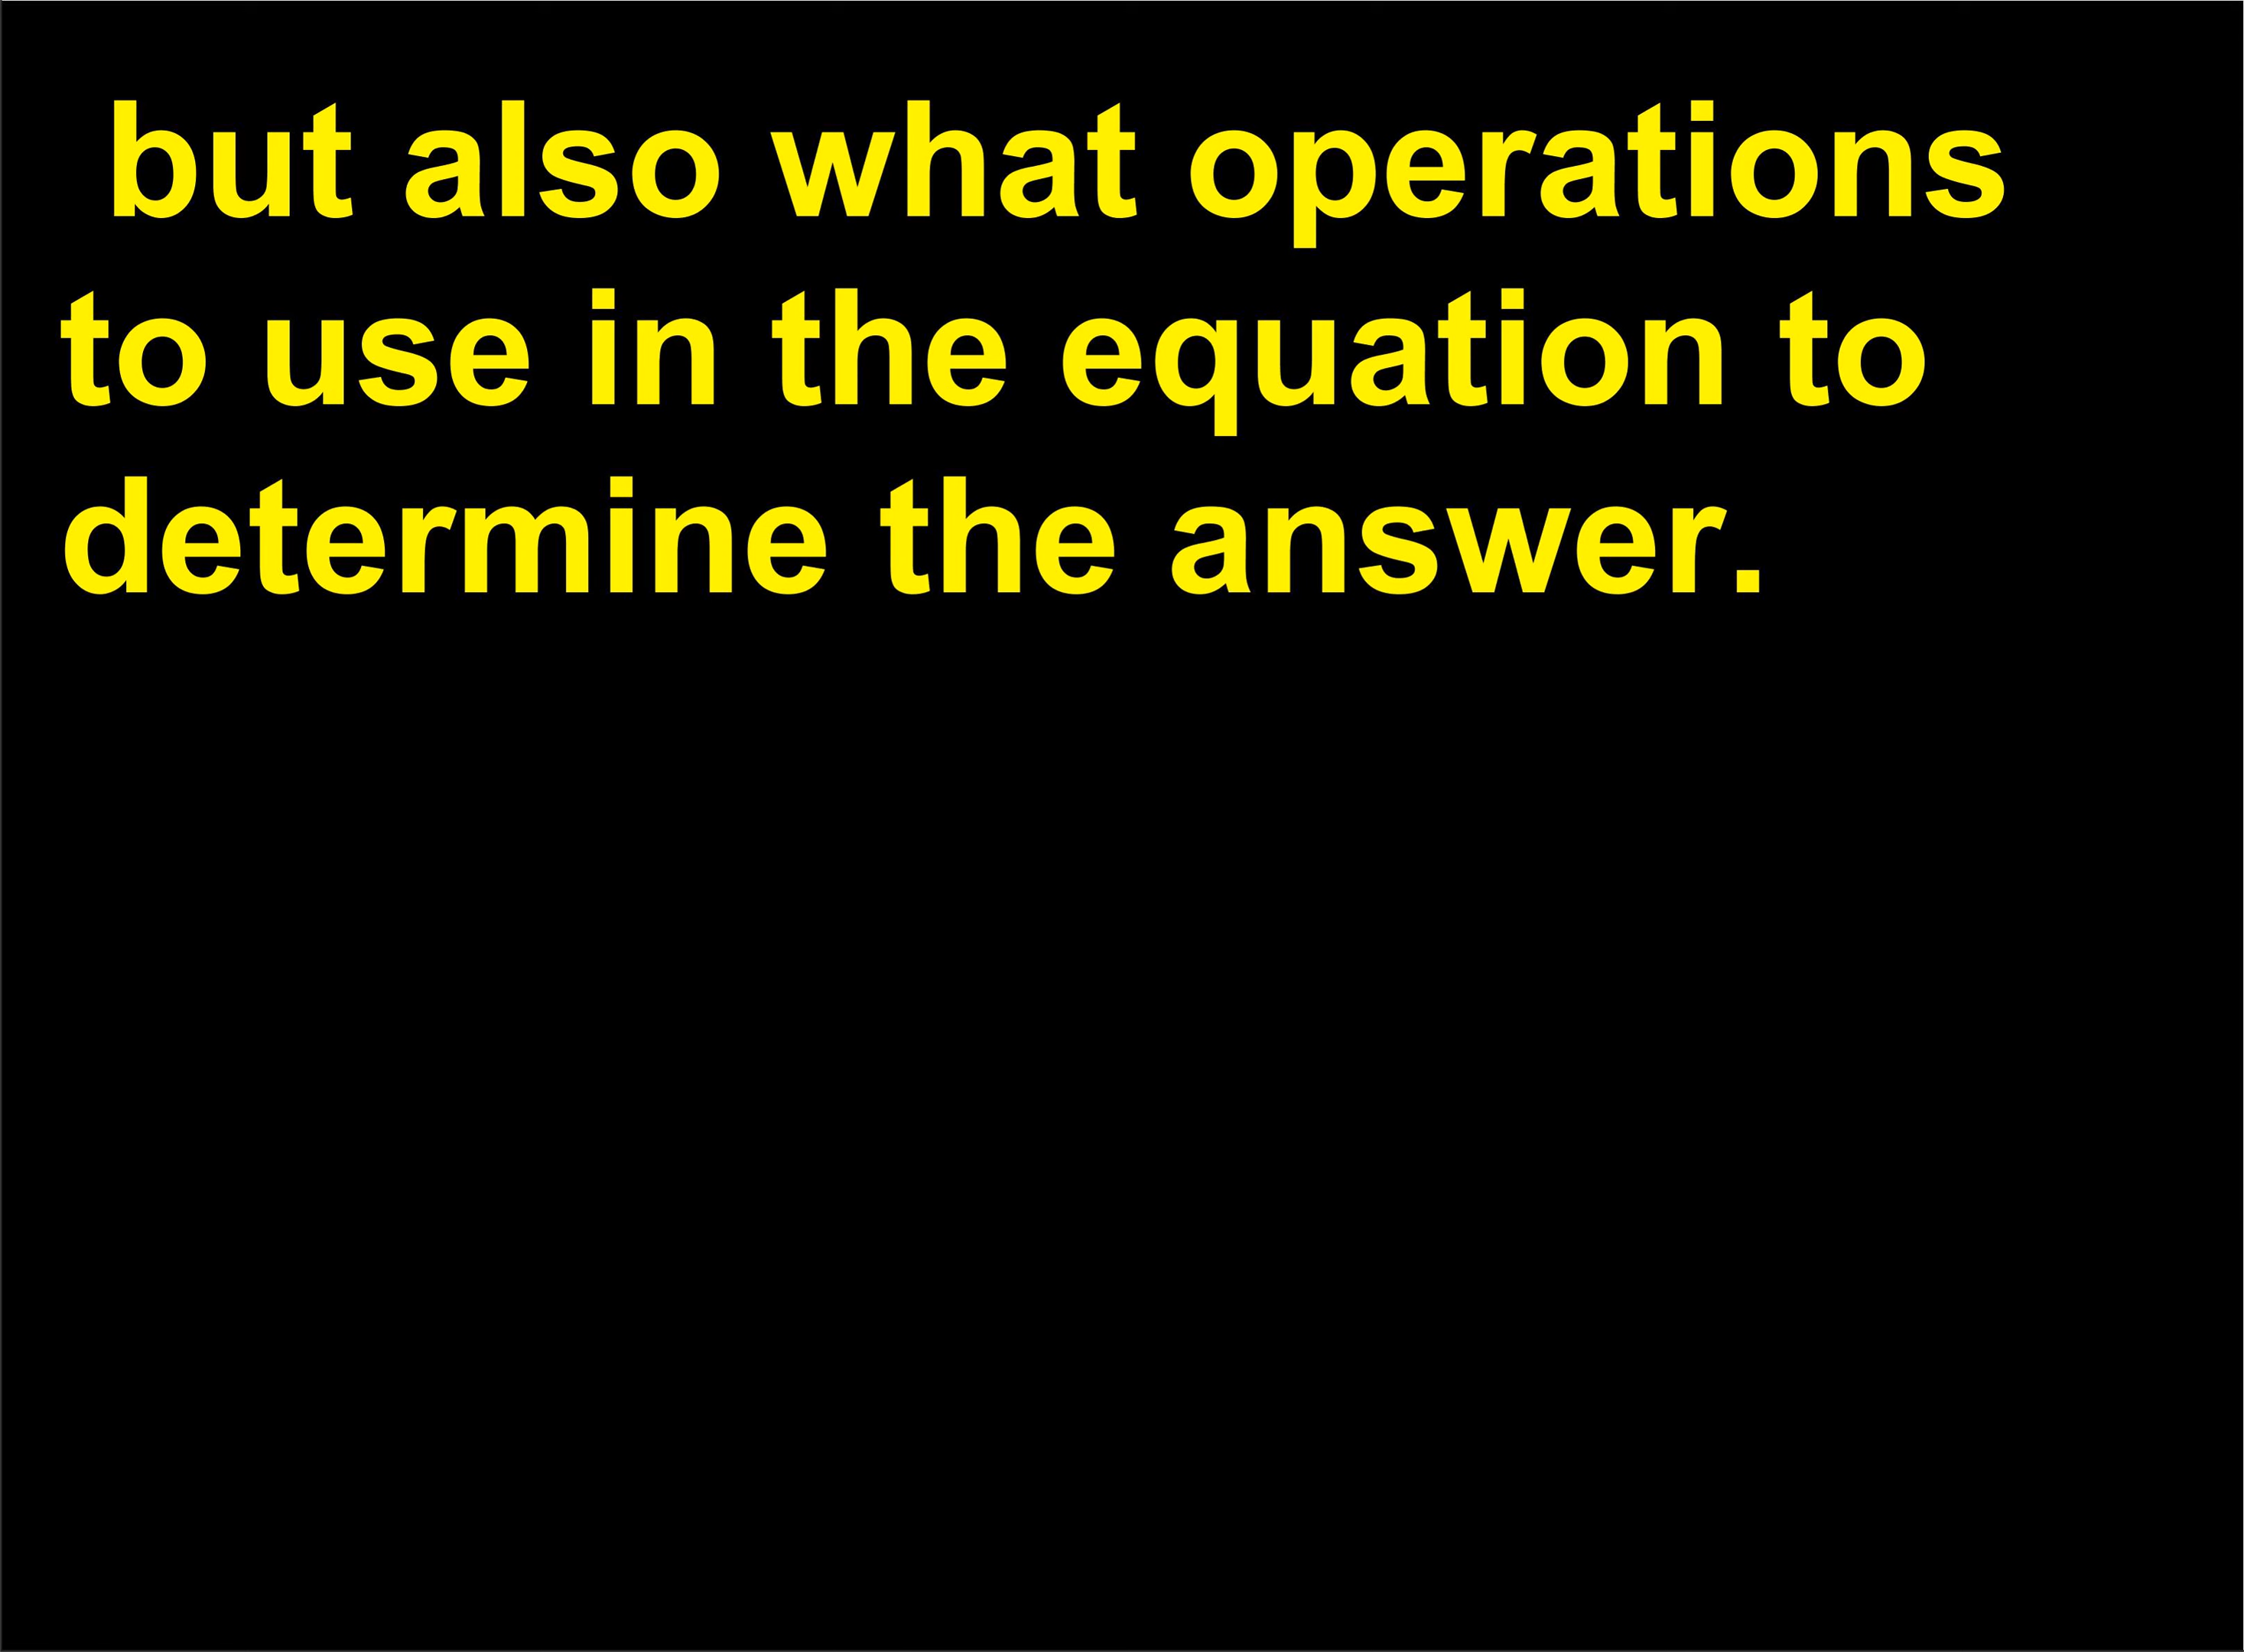 but also what operations
to use in the equation to
determine the answer.